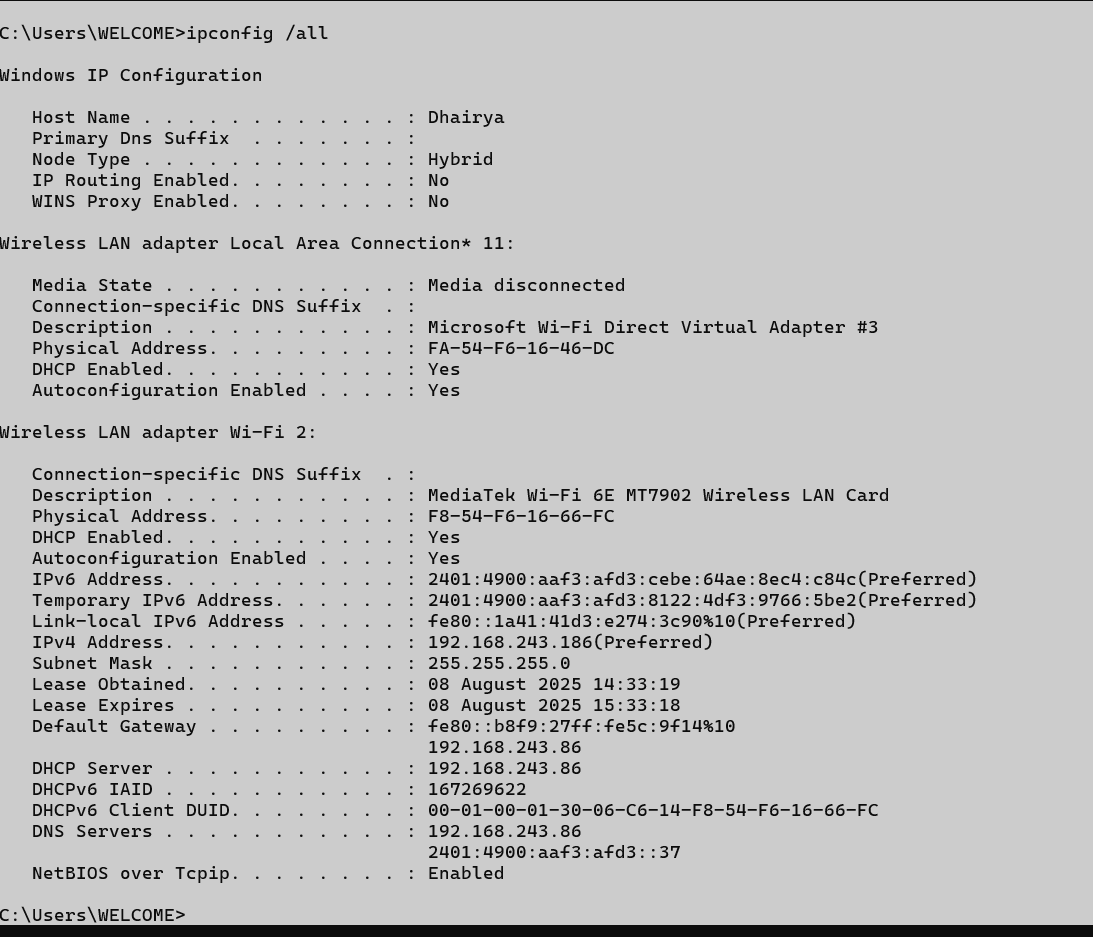 C:\Users\WELCOME>ipconfig /all
Windows IP Configuration
Host Name . . . . . . . . . . . . : Dhairya
Primary Dns Suffix  . . . . . . . :
Node Type . . . . . . . . . . . . : Hybrid
IP Routing Enabled. . . . . . . . : No
WINS Proxy Enabled. . . . . . . . : No
Wireless LAN adapter Local Area Connection* 11:
Media State . . . . . . . . . . . : Media disconnected
Connection-specific DNS Suffix  . :
Description . . . . . . . . . . . : Microsoft Wi-Fi Direct Virtual Adapter #3
Physical Address. . . . . . . . . : FA-54-F6-16-46-DC
DHCP Enabled. . . . . . . . . . . : Yes
Autoconfiguration Enabled . . . . : Yes
Wireless LAN adapter Wi-Fi 2:
Connection-specific DNS Suffix  . :
Description . . . . . . . . . . . : MediaTek Wi-Fi 6E MT7902 Wireless LAN Card
Physical Address. . . . . . . . . : F8-54-F6-16-66-FC
DHCP Enabled. . . . . . . . . . . : Yes
Autoconfiguration Enabled . . . . : Yes
IPv6 Address. . . . . . . . . . . : 2401:4900:aaf3:afd3:cebe:64ae:8ec4:c84c(Preferred)
Temporary IPv6 Address. . . . . . : 2401:4900:aaf3:afd3:8122:4df3:9766:5be2(Preferred)
Link-local IPv6 Address . . . . . : fe80::1a41:41d3:e274:3c90%10(Preferred)
IPv4 Address. . . . . . . . . . . : 192.168.243.186(Preferred)
Subnet Mask . . . . . . . . . . . : 255.255.255.0
Lease Obtained. . . . . . . . . . : 08 August 2025 14:33:19
Lease Expires . . . . . . . . . . : 08 August 2025 15:33:18
Default Gateway . . . . . . . . . : fe80::b8f9:27ff:fe5c:9f14%10
192.168.243.86
DHCP Server . . . . . . . . . . . : 192.168.243.86
DHCPv6 IAID . . . . . . . . . . . : 167269622
DHCPv6 Client DUID. . . . . . . . : 00-01-00-01-30-06-C6-14-F8-54-F6-16-66-FC
DNS Servers . . . . . . . . . . . : 192.168.243.86
2401:4900:aaf3:afd3::37
NetBIOS over Tcpip. . . . . . . . : Enabled
C:\Users\WELCOME>